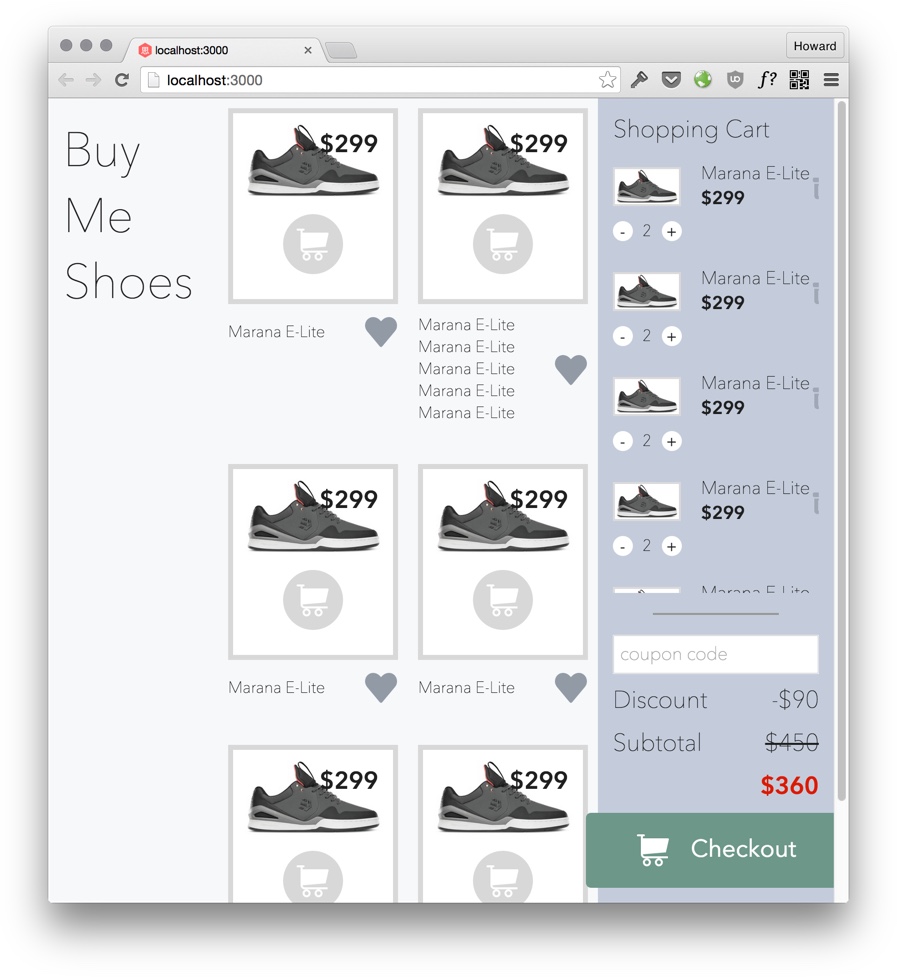 localhost:3000
Howard
localhost:3000
f?
Buy
Me
Shoes
$299
$299
Marana E-Lite
Marana E-Lite
Marana E-Lite
Marana E-Lite
Marana E-Lite
Marana E-Lite
$299
$299
Marana E-Lite
Marana E-Lite
$299
$299
Shopping Cart
Marana E-Lite
$299
- 2 +
Marana E-Lite
$299
- 2 +
Marana E-Lite
$299
- 2 +
Marana E-Lite
$299
- 2 +
Marana E-Lite
coupon code
Discount -$90
Subtotal $450
$360
Checkout